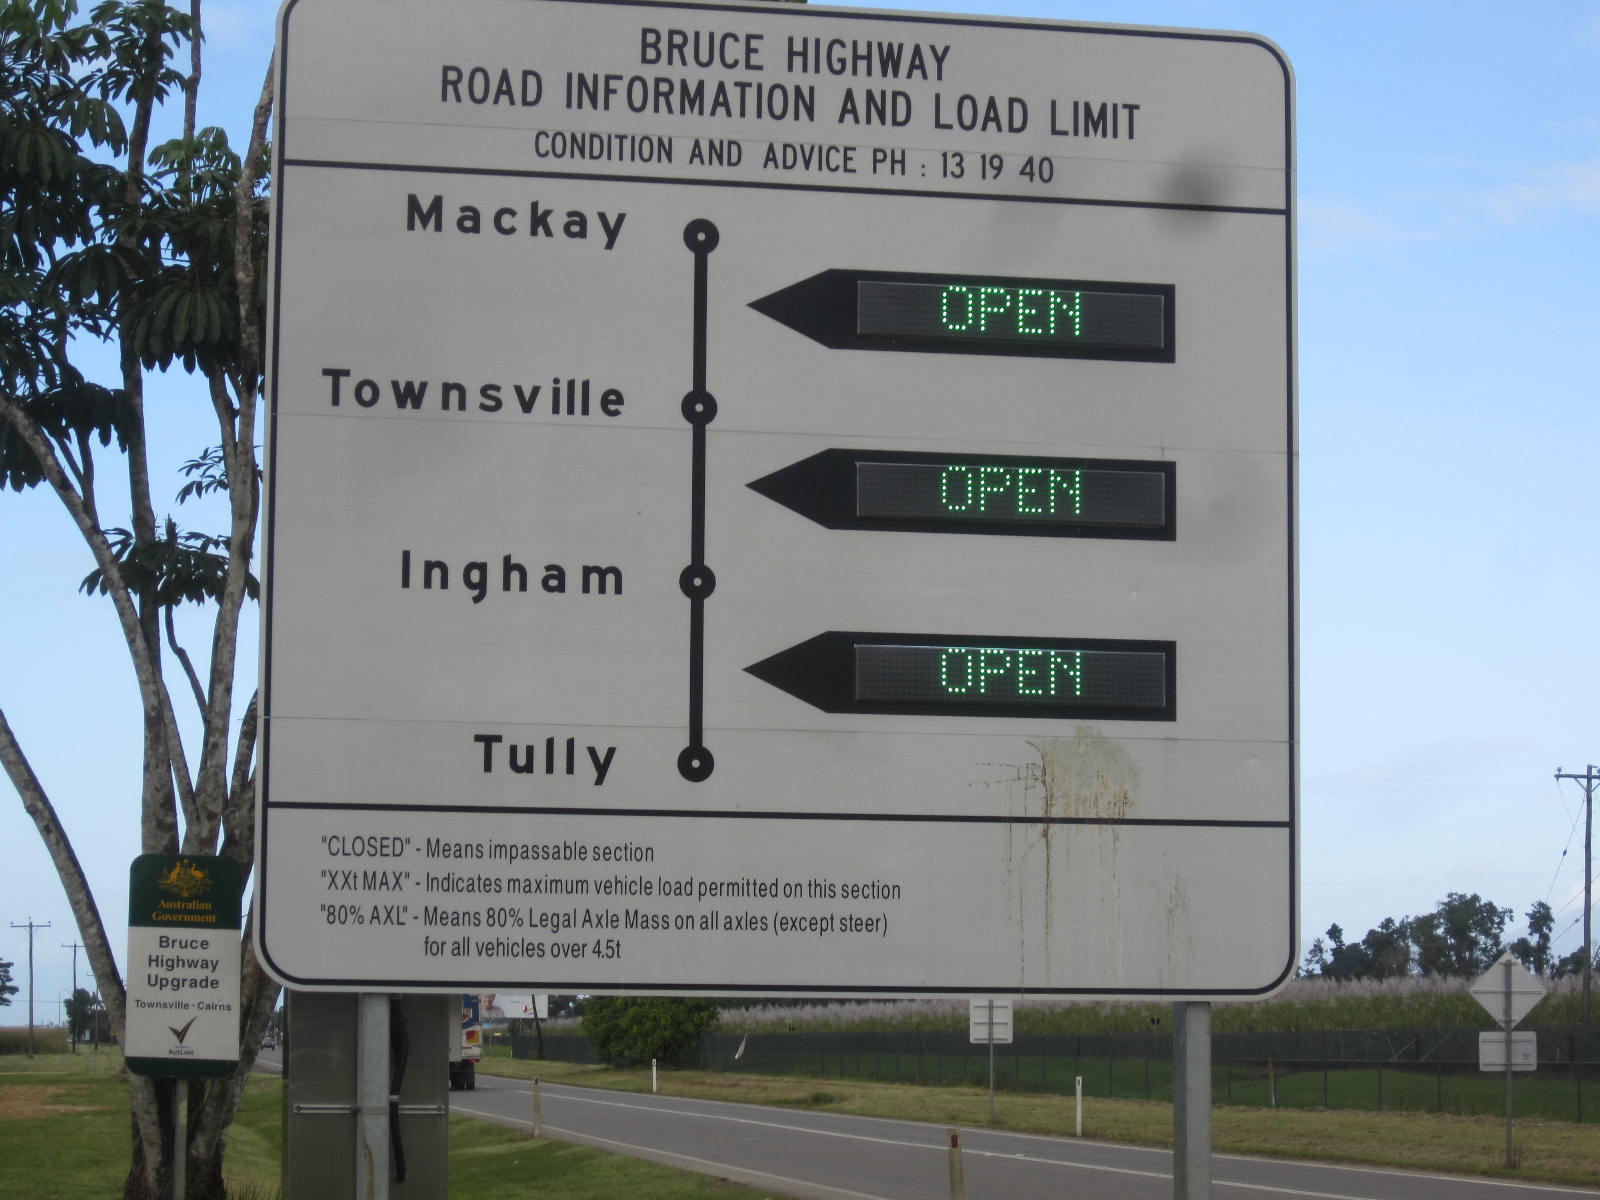 BRUCE HIGHWAY
ROAD INFORMATION AND LOAD LIMIT
CONDITION AND ADVICE PH : 13 19 40
Mackay
OPEN
Townsville
OPEN
Ingham
OPEN
Tully
"CLOSED" - Means impassable section
"XXt MAX" - Indicates maximum vehicle load permitted on this section
"80% AXL" - Means 80% Legal Axle Mass on all axles (except steer)
for all vehicles over 4.5t
Australian
Government
Bruce
Highway
Upgrade
Townsville - Cairns
AUSLINK